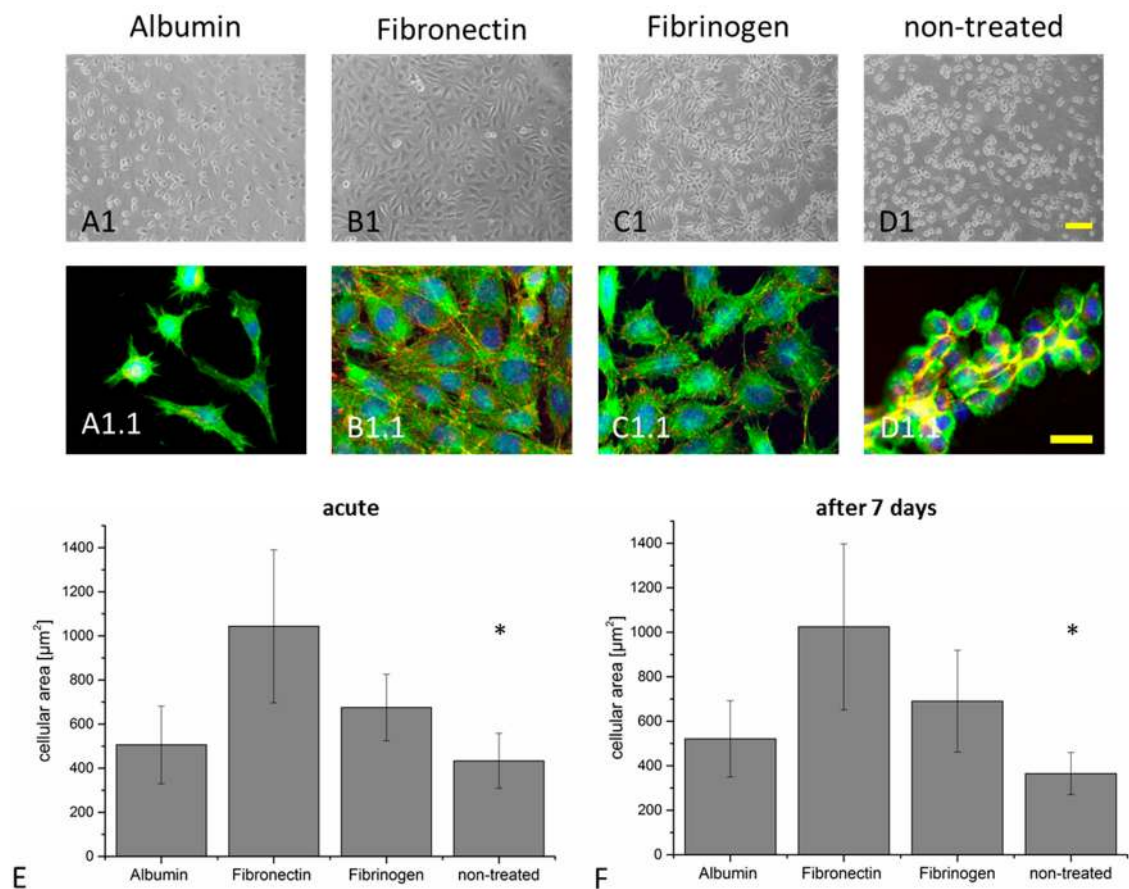 Albumin Fibronectin Fibrinogen non-treated
A1 B1 C1 D1
A1.1 B1.1 C1.1 D1.1
acute
cellular area [µm²]
1400
1200
1000
800
600
400
200
0
*
Albumin Fibronectin Fibrinogen non-treated
E
after 7 days
cellular area [µm²]
1400
1200
1000
800
600
400
200
0
*
Albumin Fibronectin Fibrinogen non-treated
F